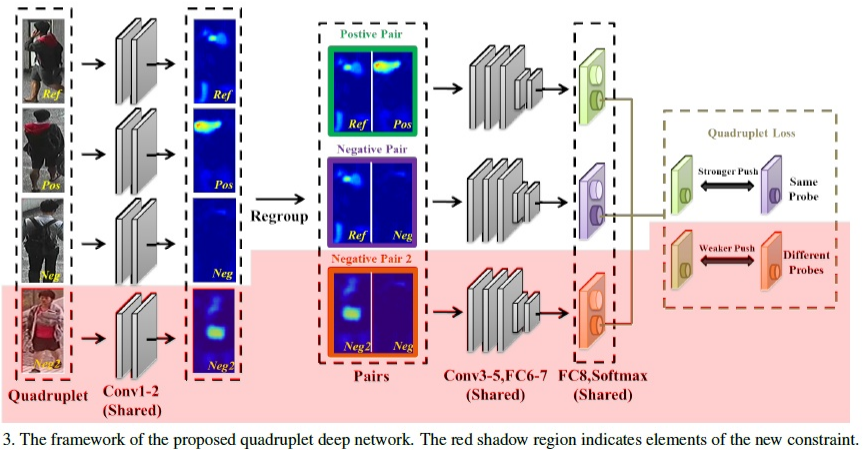 Ref
Pos
Neg
Neg2
Quadruplet
Conv1-2
(Shared)
Ref
Pos
Neg
Neg2
Regroup
Postive Pair
Ref Pos
Negative Pair
Ref Neg
Negative Pair 2
Neg2 Neg
Pairs
Conv3-5,FC6-7
(Shared)
FC8,Softmax
(Shared)
Quadruplet Loss
Stronger Push
Same
Probe
Weaker Push
Different
Probes
3. The framework of the proposed quadruplet deep network. The red shadow region indicates elements of the new constraint.